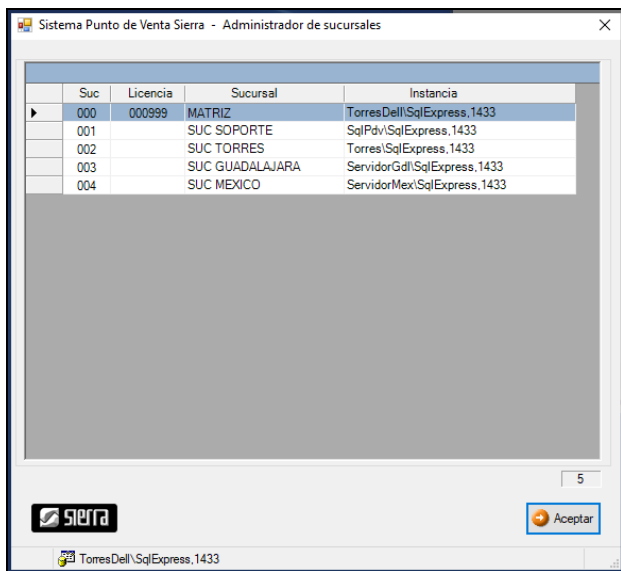 Sistema Punto de Venta Sierra - Administrador de sucursales
Suc Licencia Sucursal Instancia
000 000999 MATRIZ TorresDell\SqlExpress,1433
001 SUC SOPORTE SqlPdv\SqlExpress,1433
002 SUC TORRES Torres\SqlExpress,1433
003 SUC GUADALAJARA ServidorGdl\SqlExpress,1433
004 SUC MEXICO ServidorMex\SqlExpress,1433
5
sierra
Aceptar
TorresDell\SqlExpress,1433